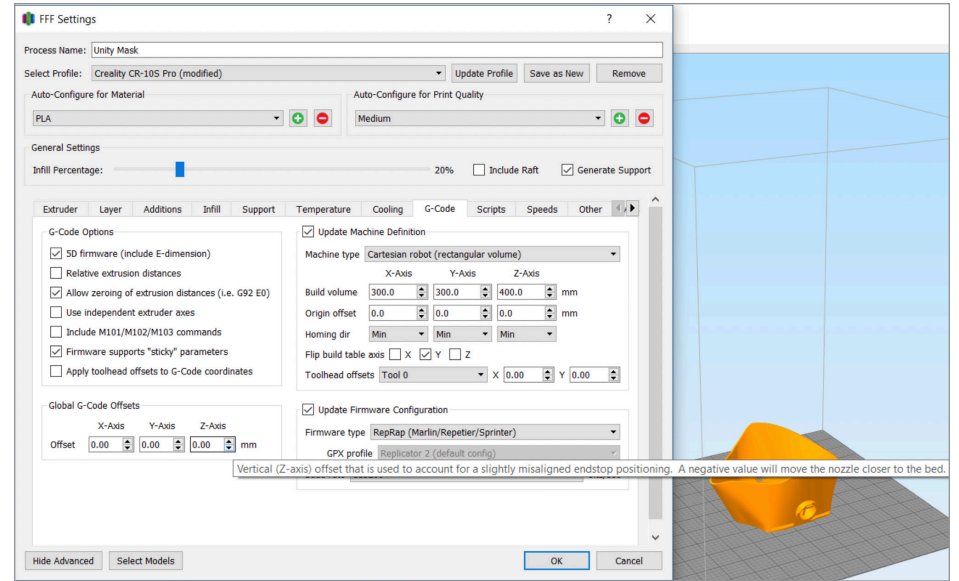 FFF Settings
? ×
Process Name: Unity Mask
Select Profile: Creality CR-10S Pro (modified) Update Profile Save as New Remove
Auto-Configure for Material Auto-Configure for Print Quality
PLA Medium
General Settings
Infill Percentage: 20% Include Raft Generate Support
Extruder Layer Additions Infill Support Temperature Cooling G-Code Scripts Speeds Other
G-Code Options
5D firmware (include E-dimension)
Relative extrusion distances
Allow zeroing of extrusion distances (i.e. G92 E0)
Use independent extruder axes
Include M101/M102/M103 commands
Firmware supports "sticky" parameters
Apply toolhead offsets to G-Code coordinates
Global G-Code Offsets
X-Axis Y-Axis Z-Axis
Offset 0.00 0.00 0.00 mm
Update Machine Definition
Machine type Cartesian robot (rectangular volume)
X-Axis Y-Axis Z-Axis
Build volume 300.0 300.0 400.0 mm
Origin offset 0.0 0.0 0.0 mm
Homing dir Min Min Min
Flip build table axis X Y Z
Toolhead offsets Tool 0 X 0.00 Y 0.00
Update Firmware Configuration
Firmware type RepRap (Marlin/Repetier/Sprinter)
GPX profile Replicator 2 (default config)
Vertical (Z-axis) offset that is used to account for a slightly misaligned endstop positioning. A negative value will move the nozzle closer to the bed.
Hide Advanced Select Models OK Cancel